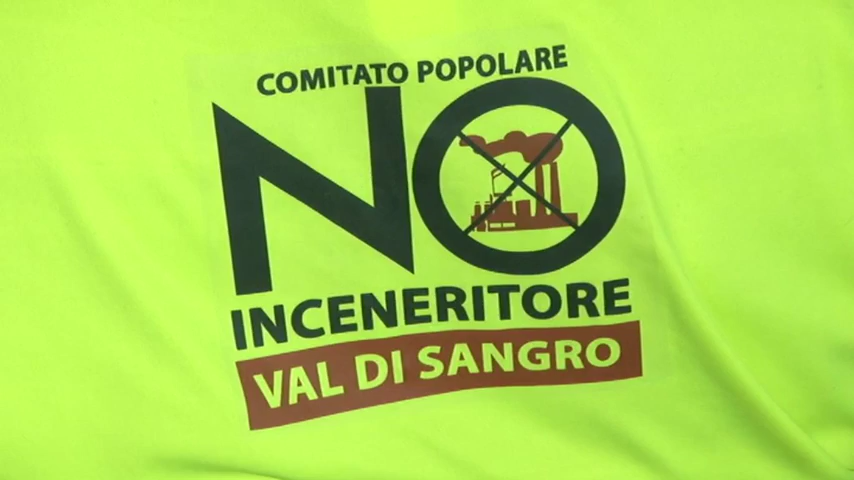 COMITATO POPOLARE
NO
INCENERITORE
VAL DI SANGRO